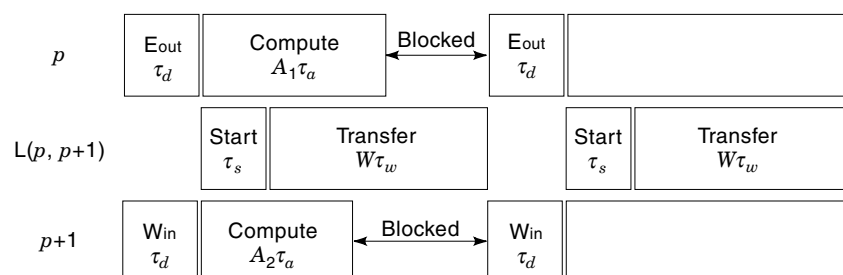 p Eout Compute Blocked Eout
τd A₁τa τd
L(p, p+1) Start Transfer Start Transfer
τs Wτw τs Wτw
p+1 Win Compute Blocked Win
τd A₂τa τd